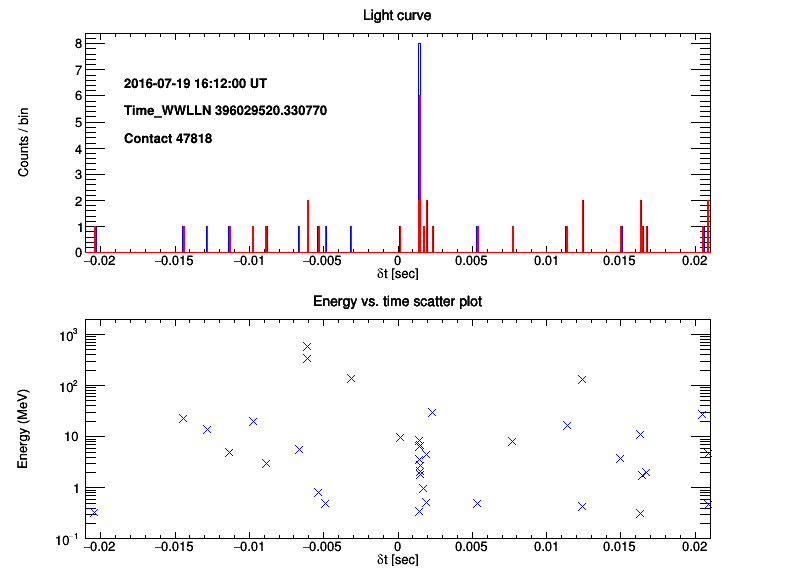 Light curve
8
7
6
5
4
3
2
1
0
Counts / bin
2016-07-19 16:12:00 UT
Time_WWLLN 396029520.330770
Contact 47818
−0.02 −0.015 −0.01 −0.005 0 0.005 0.01 0.015 0.02
δt [sec]
Energy vs. time scatter plot
10³
10²
10
1
10⁻¹
Energy (MeV)
−0.02 −0.015 −0.01 −0.005 0 0.005 0.01 0.015 0.02
δt [sec]